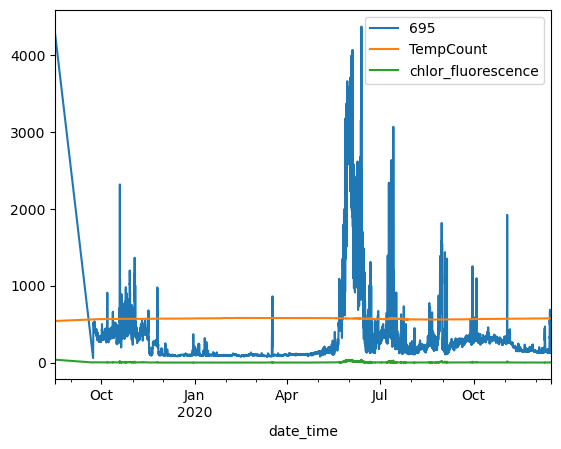 4000
3000
2000
1000
0
695
TempCount
chlor_fluorescence
Oct
Jan
2020
Apr
Jul
Oct
date_time